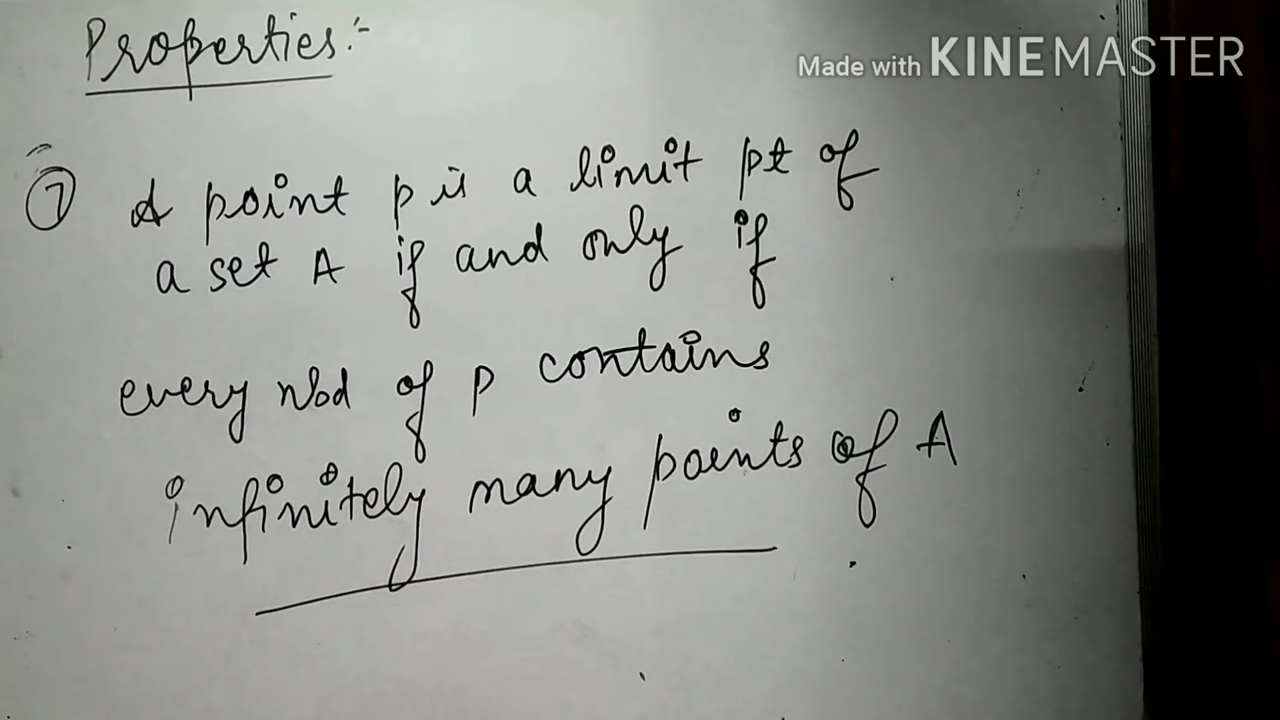 Properties:-
Made with KINEMASTER
⑦ A point p is a limit pt of
a set A if and only if
every nbd of p contains
infinitely many points of A